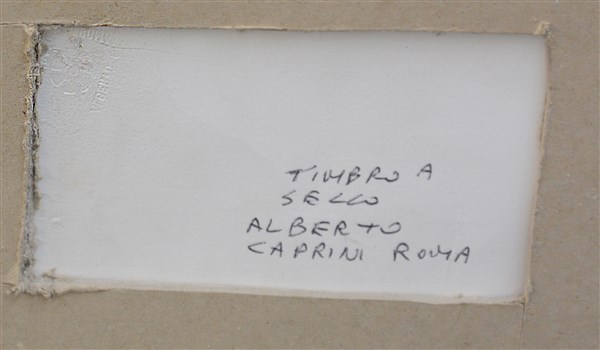 TIMBRO A
SECCO
ALBERTO
CAPRINI ROMA